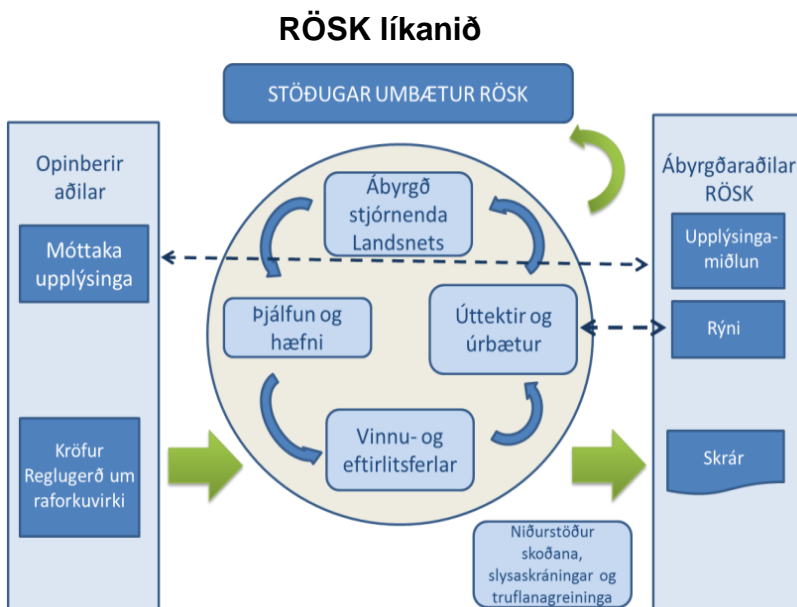 RÖSK líkanið
STÖÐUGAR UMBÆTUR RÖSK
Opinberir
aðilar
Móttaka
upplýsinga
Kröfur
Reglugerð um
raforkuvirki
Ábyrgð
stjórnenda
Landsnets
Þjálfun og
hæfni
Vinnu- og
eftirlitsferlar
Úttektir og
úrbætur
Niðurstöður
skoðana,
slysaskráningar og
truflanagreininga
Ábyrgðaraðilar
RÖSK
Upplýsinga-
miðlun
Rýni
Skrár